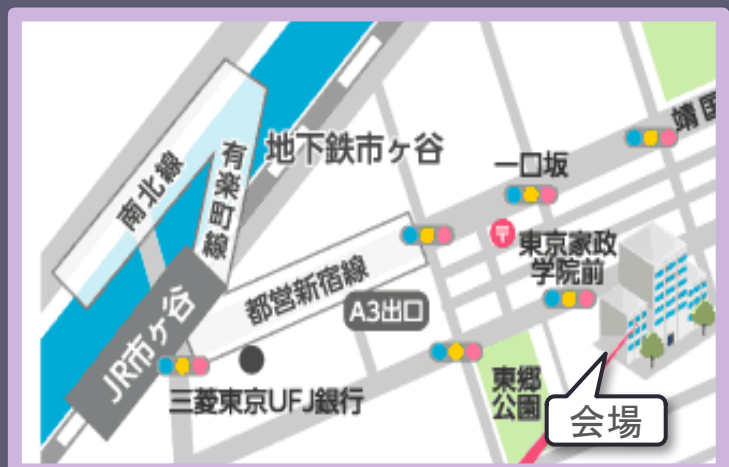 南北線
有楽町線
地下鉄市ヶ谷
靖国
一口坂
〒
東京家政
学院前
都営新宿線
A3出口
JR市ヶ谷
三菱東京UFJ銀行
東郷
公園
会場